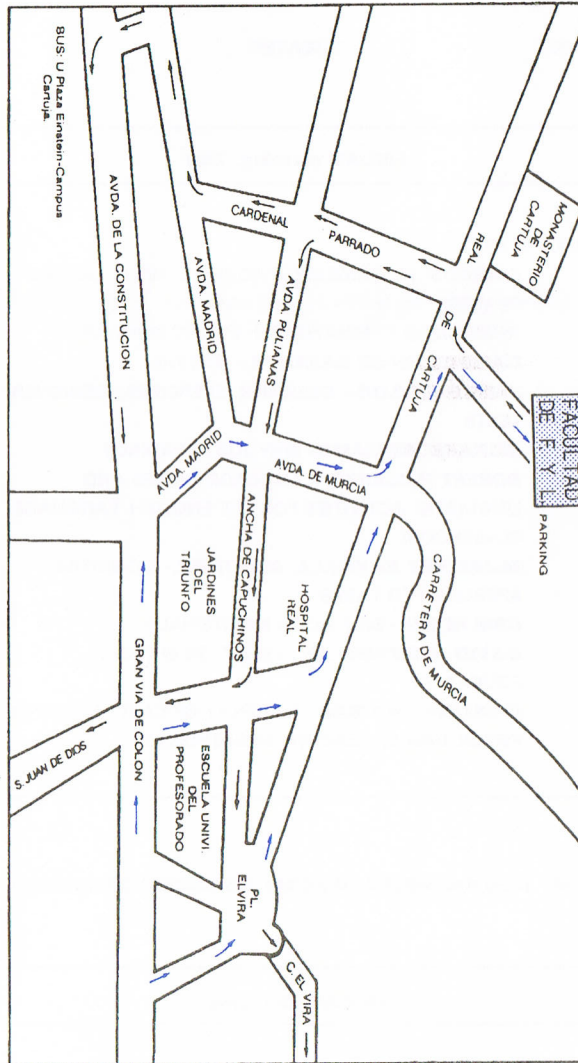 BUS: U Plaza Einstein-Campus
Cartuja.
AVDA. DE LA CONSTITUCION
AVDA. MADRID
CARDENAL
PARRADO
AVDA. PULIANAS
REAL
DE
CARTUJA
MONASTERIO
DE
CARTUJA
FACULTAD
DE F. Y L.
PARKING
AVDA. MADRID
AVDA. DE MURCIA
CARRETERA DE MURCIA
ANCHA DE CAPUCHINOS
JARDINES
DEL
TRIUNFO
HOSPITAL
REAL
GRAN VIA DE COLON
S. JUAN DE DIOS
ESCUELA UNIVI.
DEL
PROFESORADO
PL.
ELVIRA
C. EL VIRA